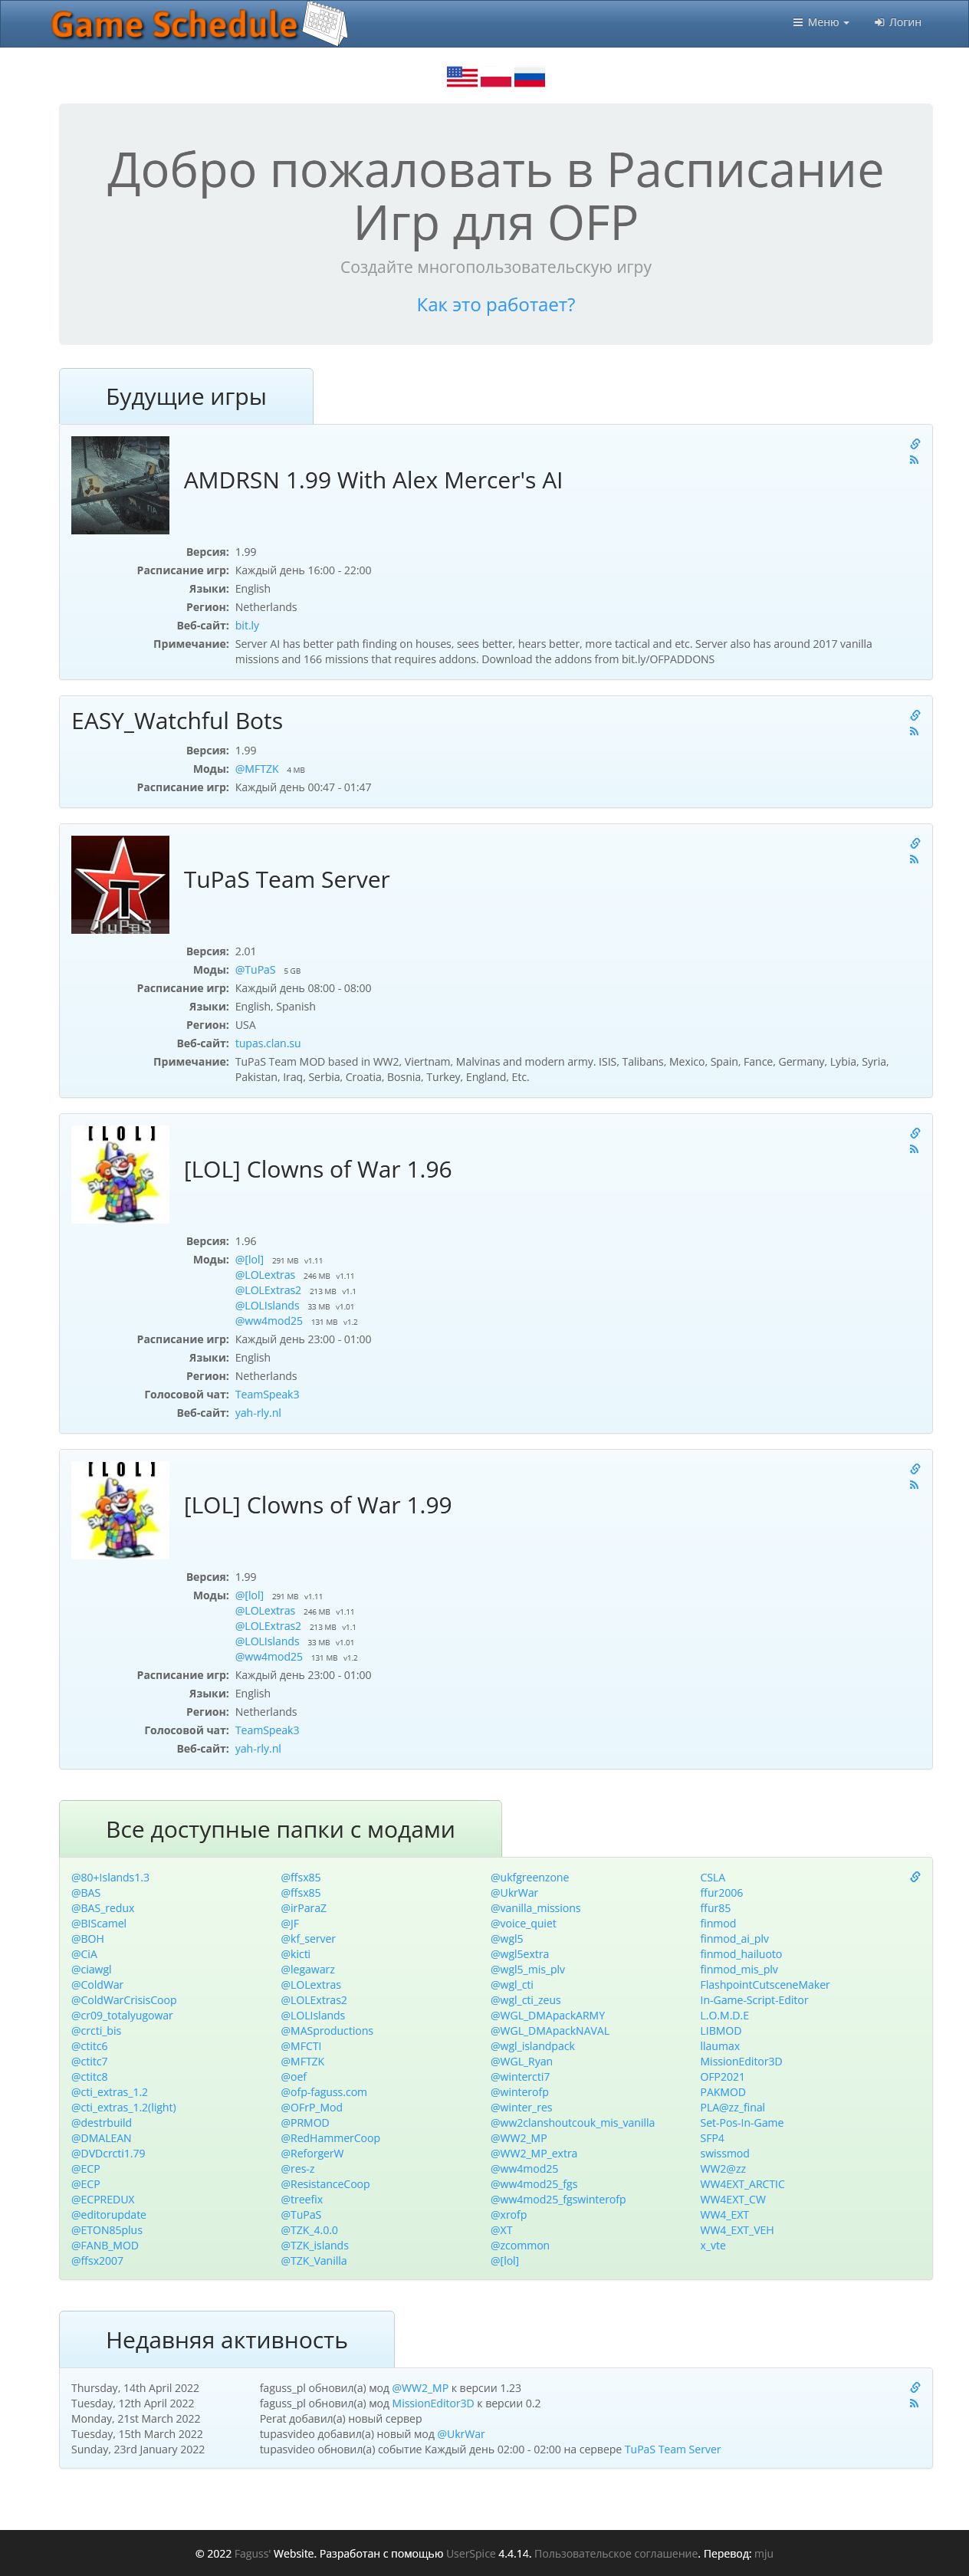 Game Schedule
Меню
Логин
Добро пожаловать в Расписание
Игр для OFP
Создайте многопользовательскую игру
Как это работает?
Будущие игры
FIA
AMDRSN 1.99 With Alex Mercer's AI
Версия: 1.99
Расписание игр: Каждый день 16:00 - 22:00
Языки: English
Регион: Netherlands
Веб-сайт: bit.ly
Примечание: Server AI has better path finding on houses, sees better, hears better, more tactical and etc. Server also has around 2017 vanilla
missions and 166 missions that requires addons. Download the addons from bit.ly/OFPADDONS
EASY_Watchful Bots
Версия: 1.99
Моды: @MFTZK 4 MB
Расписание игр: Каждый день 00:47 - 01:47
TuPaS
TuPaS Team Server
Версия: 2.01
Моды: @TuPaS 5 GB
Расписание игр: Каждый день 08:00 - 08:00
Языки: English, Spanish
Регион: USA
Веб-сайт: tupas.clan.su
Примечание: TuPaS Team MOD based in WW2, Viertnam, Malvinas and modern army. ISIS, Talibans, Mexico, Spain, Fance, Germany, Lybia, Syria,
Pakistan, Iraq, Serbia, Croatia, Bosnia, Turkey, England, Etc.
[LOL]
[LOL] Clowns of War 1.96
Версия: 1.96
Моды: @[lol] 291 MB v1.11
@LOLextras 246 MB v1.11
@LOLExtras2 213 MB v1.1
@LOLIslands 33 MB v1.01
@ww4mod25 131 MB v1.2
Расписание игр: Каждый день 23:00 - 01:00
Языки: English
Регион: Netherlands
Голосовой чат: TeamSpeak3
Веб-сайт: yah-rly.nl
[LOL]
[LOL] Clowns of War 1.99
Версия: 1.99
Моды: @[lol] 291 MB v1.11
@LOLextras 246 MB v1.11
@LOLExtras2 213 MB v1.1
@LOLIslands 33 MB v1.01
@ww4mod25 131 MB v1.2
Расписание игр: Каждый день 23:00 - 01:00
Языки: English
Регион: Netherlands
Голосовой чат: TeamSpeak3
Веб-сайт: yah-rly.nl
Все доступные папки с модами
@80+Islands1.3
@BAS
@BAS_redux
@BIScamel
@BOH
@CiA
@ciawgl
@ColdWar
@ColdWarCrisisCoop
@cr09_totalyugowar
@crcti_bis
@ctitc6
@ctitc7
@ctitc8
@cti_extras_1.2
@cti_extras_1.2(light)
@destrbuild
@DMALEAN
@DVDcrcti1.79
@ECP
@ECP
@ECPREDUX
@editorupdate
@ETON85plus
@FANB_MOD
@ffsx2007
@ffsx85
@ffsx85
@irParaZ
@JF
@kf_server
@kicti
@legawarz
@LOLextras
@LOLExtras2
@LOLIslands
@MASproductions
@MFCTI
@MFTZK
@oef
@ofp-faguss.com
@OFrP_Mod
@PRMOD
@RedHammerCoop
@ReforgerW
@res-z
@ResistanceCoop
@treefix
@TuPaS
@TZK_4.0.0
@TZK_islands
@TZK_Vanilla
@ukfgreenzone
@UkrWar
@vanilla_missions
@voice_quiet
@wgl5
@wgl5extra
@wgl5_mis_plv
@wgl_cti
@wgl_cti_zeus
@WGL_DMApackARMY
@WGL_DMApackNAVAL
@wgl_islandpack
@WGL_Ryan
@wintercti7
@winterofp
@winter_res
@ww2clanshoutcouk_mis_vanilla
@WW2_MP
@WW2_MP_extra
@ww4mod25
@ww4mod25_fgs
@ww4mod25_fgswinterofp
@xrofp
@XT
@zcommon
@[lol]
CSLA
ffur2006
ffur85
finmod
finmod_ai_plv
finmod_hailuoto
finmod_mis_plv
FlashpointCutsceneMaker
In-Game-Script-Editor
L.O.M.D.E
LIBMOD
llaumax
MissionEditor3D
OFP2021
PAKMOD
PLA@zz_final
Set-Pos-In-Game
SFP4
swissmod
WW2@zz
WW4EXT_ARCTIC
WW4EXT_CW
WW4_EXT
WW4_EXT_VEH
x_vte
Недавняя активность
Thursday, 14th April 2022 faguss_pl обновил(а) мод @WW2_MP к версии 1.23
Tuesday, 12th April 2022 faguss_pl обновил(а) мод MissionEditor3D к версии 0.2
Monday, 21st March 2022 Perat добавил(а) новый сервер
Tuesday, 15th March 2022 tupasvideo добавил(а) новый мод @UkrWar
Sunday, 23rd January 2022 tupasvideo обновил(а) событие Каждый день 02:00 - 02:00 на сервере TuPaS Team Server
© 2022 Faguss' Website. Разработан с помощью UserSpice 4.4.14. Пользовательское соглашение. Перевод: mju